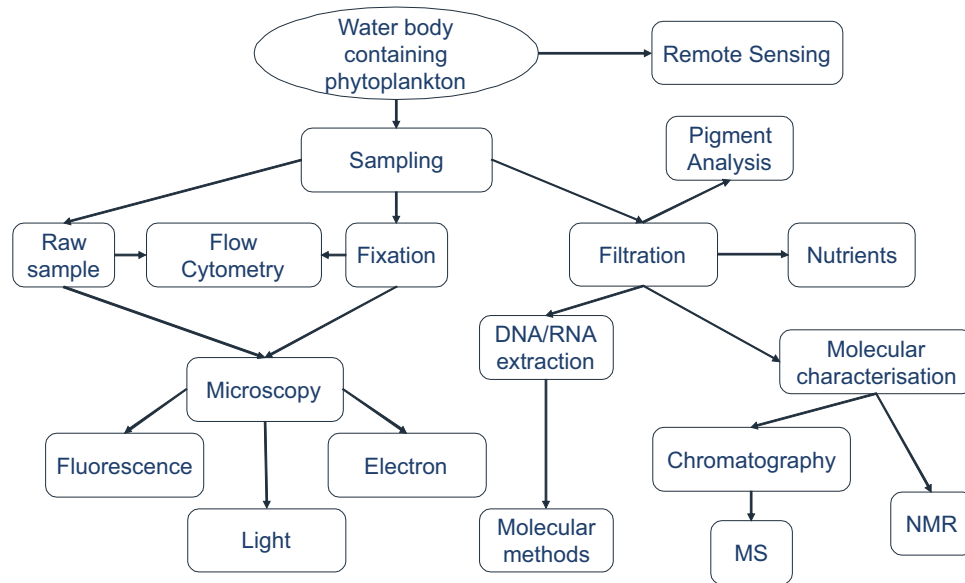 Water body
containing
phytoplankton
Remote Sensing
Sampling
Pigment
Analysis
Raw
sample
Flow
Cytometry
Fixation
Filtration
Nutrients
DNA/RNA
extraction
Molecular
characterisation
Microscopy
Fluorescence
Electron
Chromatography
Light
Molecular
methods
MS
NMR